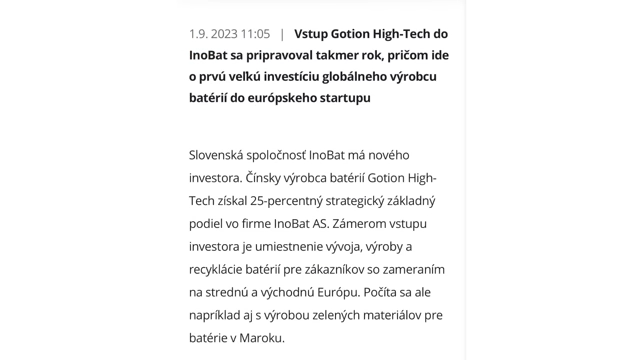 1.9. 2023 11:05 | Vstup Gotion High-Tech do
InoBat sa pripravoval takmer rok, pričom ide
o prvú veľkú investíciu globálneho výrobcu
batérií do európskeho startupu
Slovenská spoločnosť InoBat má nového
investora. Čínsky výrobca batérií Gotion High-
Tech získal 25-percentný strategický základný
podiel vo firme InoBat AS. Zámerom vstupu
investora je umiestnenie vývoja, výroby a
recyklácie batérií pre zákazníkov so zameraním
na strednú a východnú Európu. Počíta sa ale
napríklad aj s výrobou zelených materiálov pre
batérie v Maroku.